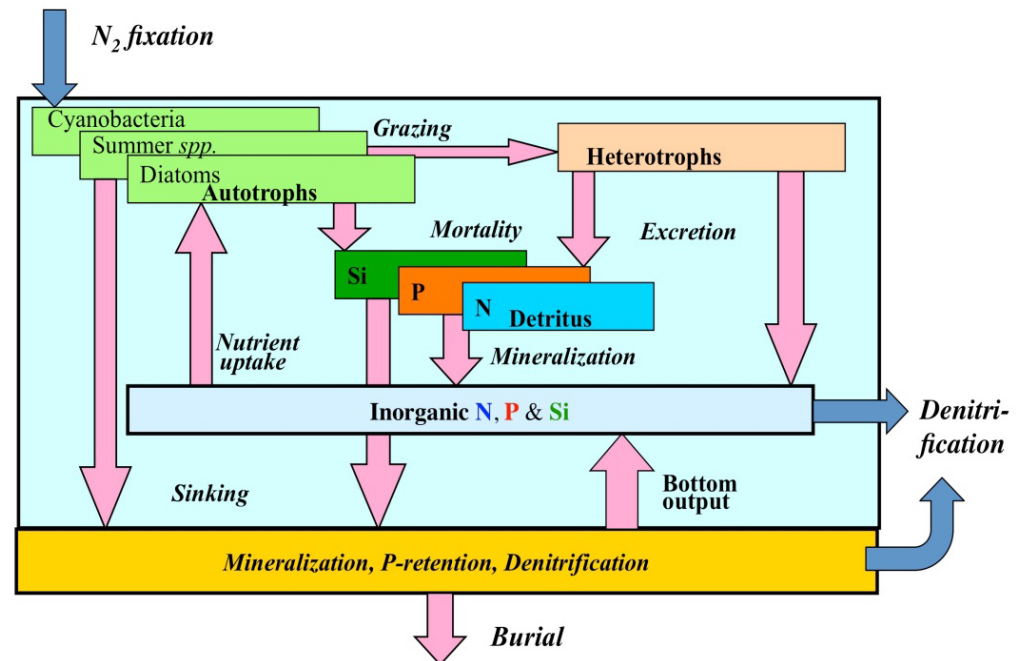 N2 fixation
Cyanobacteria
Summer spp.
Diatoms
Autotrophs
Grazing
Heterotrophs
Mortality
Excretion
Si
P
N
Detritus
Nutrient
uptake
Mineralization
Inorganic N, P & Si
Denitri-
fication
Sinking
Bottom
output
Mineralization, P-retention, Denitrification
Burial